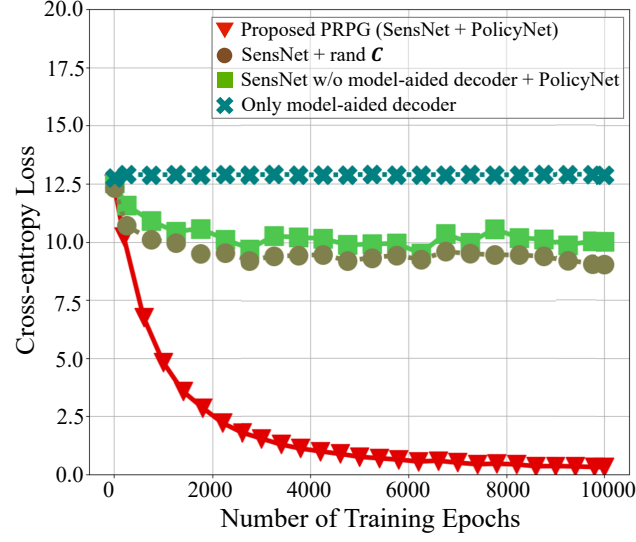 20.0
17.5
15.0
12.5
10.0
7.5
5.0
2.5
0.0
Cross-entropy Loss
Proposed PRPG (SensNet + PolicyNet)
SensNet + rand C
SensNet w/o model-aided decoder + PolicyNet
Only model-aided decoder
0 2000 4000 6000 8000 10000
Number of Training Epochs